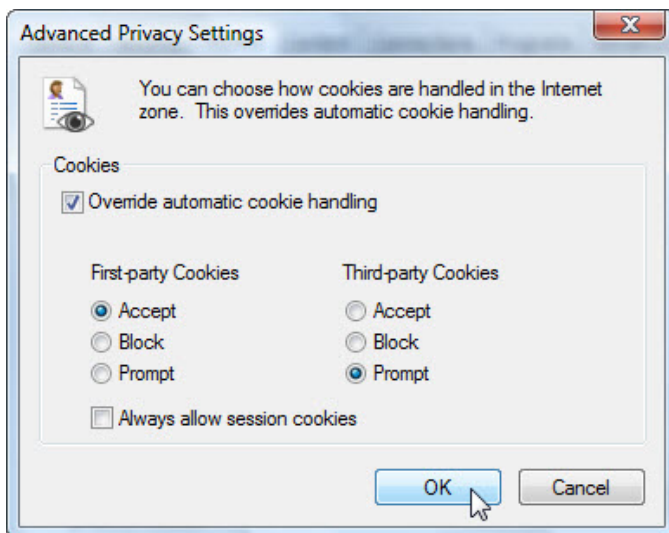 Advanced Privacy Settings
You can choose how cookies are handled in the Internet
zone. This overrides automatic cookie handling.
Cookies
Override automatic cookie handling
First-party Cookies
Third-party Cookies
Accept
Accept
Block
Block
Prompt
Prompt
Always allow session cookies
OK
Cancel